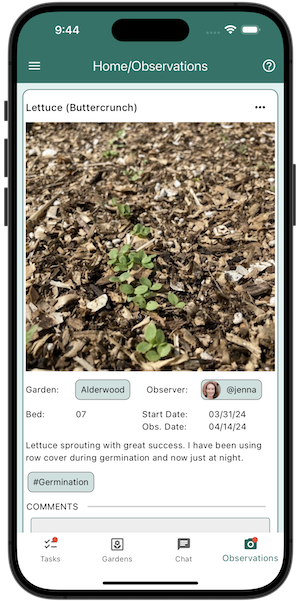 9:44
Home/Observations
Lettuce (Buttercrunch)
Garden: Alderwood Observer: @jenna
Bed: 07 Start Date: 03/31/24
Obs. Date: 04/14/24
Lettuce sprouting with great success. I have been using
row cover during germination and now just at night.
#Germination
COMMENTS
Tasks Gardens Chat Observations